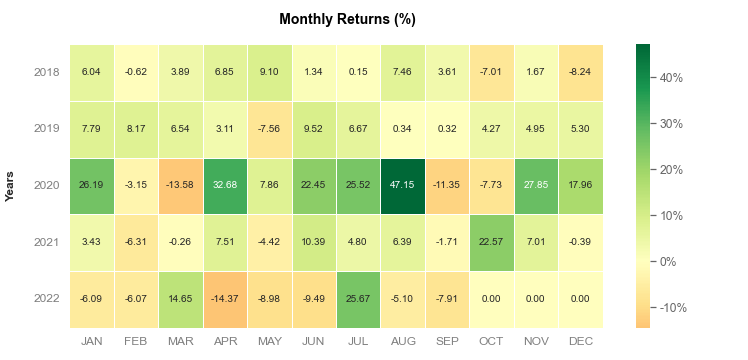 Monthly Returns (%)
Years
2018 6.04 -0.62 3.89 6.85 9.10 1.34 0.15 7.46 3.61 -7.01 1.67 -8.24
2019 7.79 8.17 6.54 3.11 -7.56 9.52 6.67 0.34 0.32 4.27 4.95 5.30
2020 26.19 -3.15 -13.58 32.68 7.86 22.45 25.52 47.15 -11.35 -7.73 27.85 17.96
2021 3.43 -6.31 -0.26 7.51 -4.42 10.39 4.80 6.39 -1.71 22.57 7.01 -0.39
2022 -6.09 -6.07 14.65 -14.37 -8.98 -9.49 25.67 -5.10 -7.91 0.00 0.00 0.00
JAN FEB MAR APR MAY JUN JUL AUG SEP OCT NOV DEC
40%
30%
20%
10%
0%
-10%